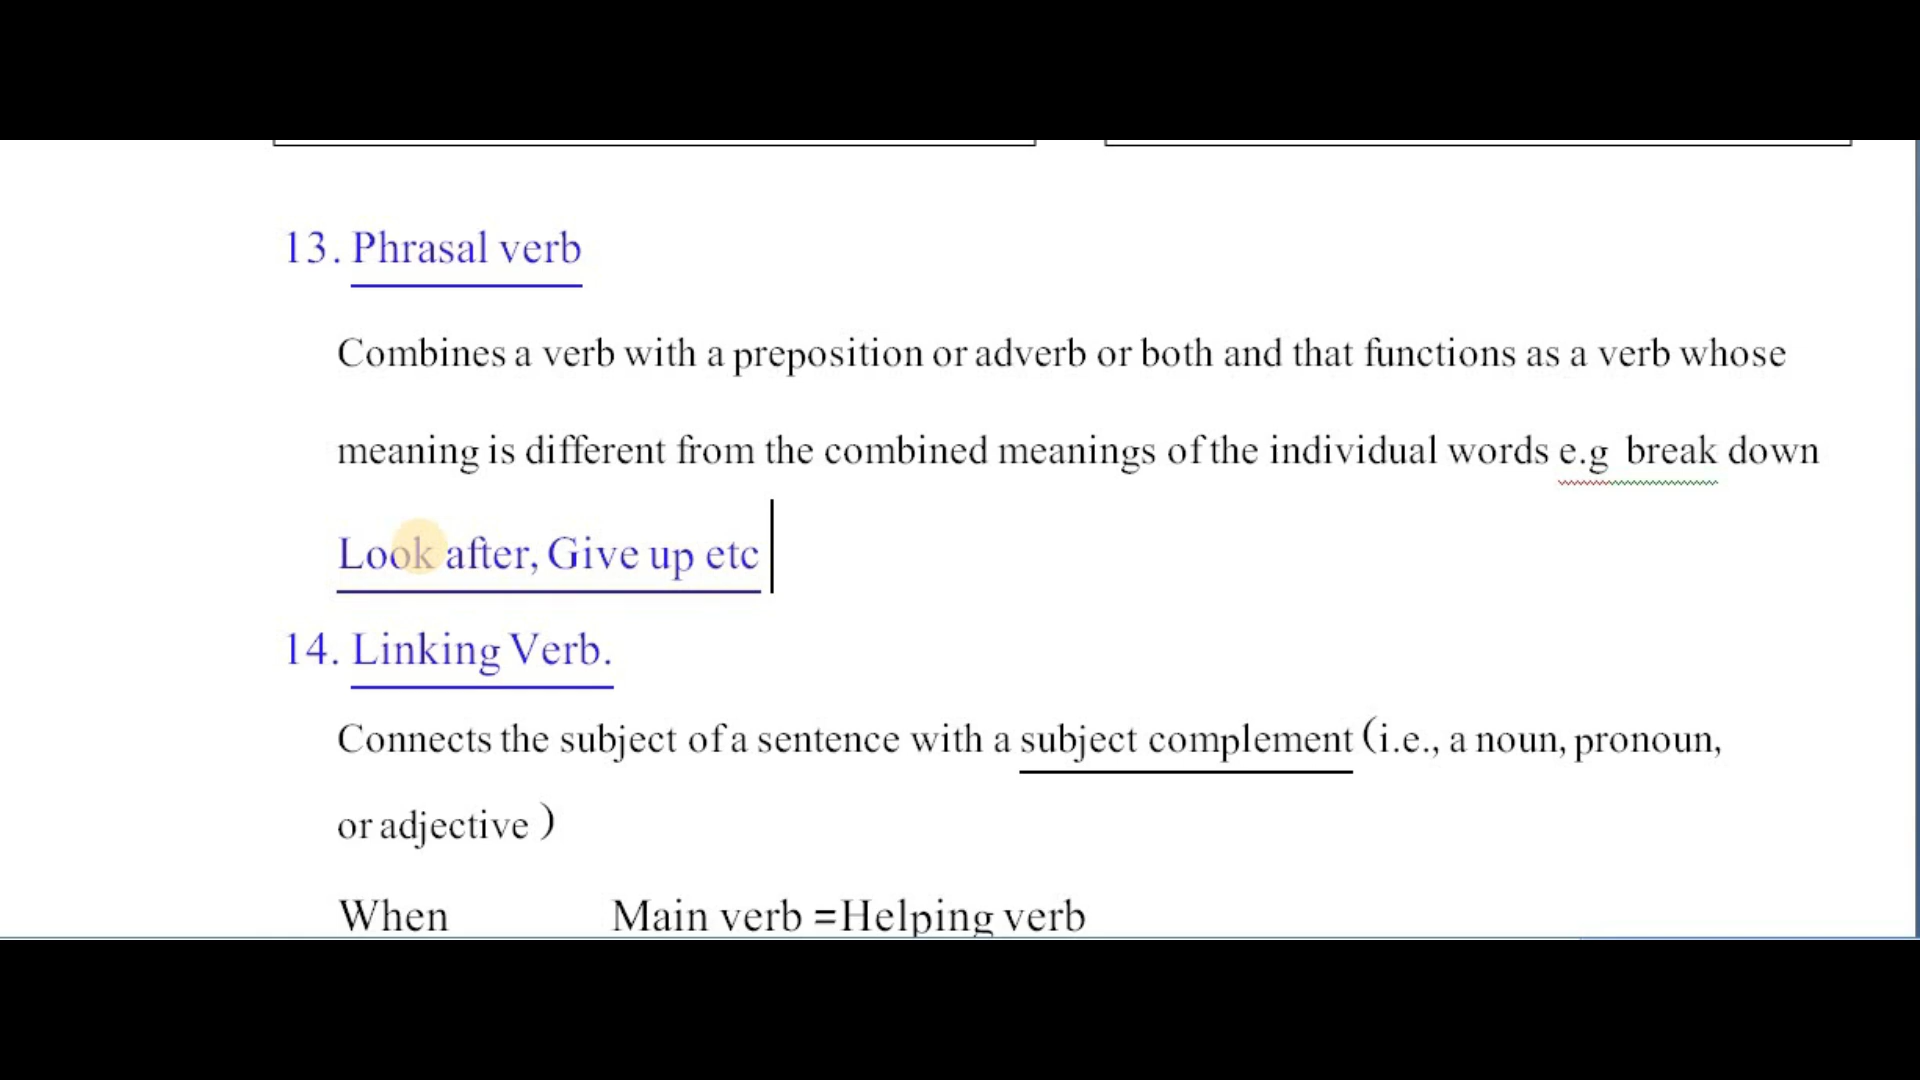 13. Phrasal verb
Combines a verb with a preposition or adverb or both and that functions as a verb whose
meaning is different from the combined meanings of the individual words e.g break down
Look after, Give up etc
14. Linking Verb.
Connects the subject of a sentence with a subject complement (i.e., a noun, pronoun,
or adjective )
When Main verb =Helping verb